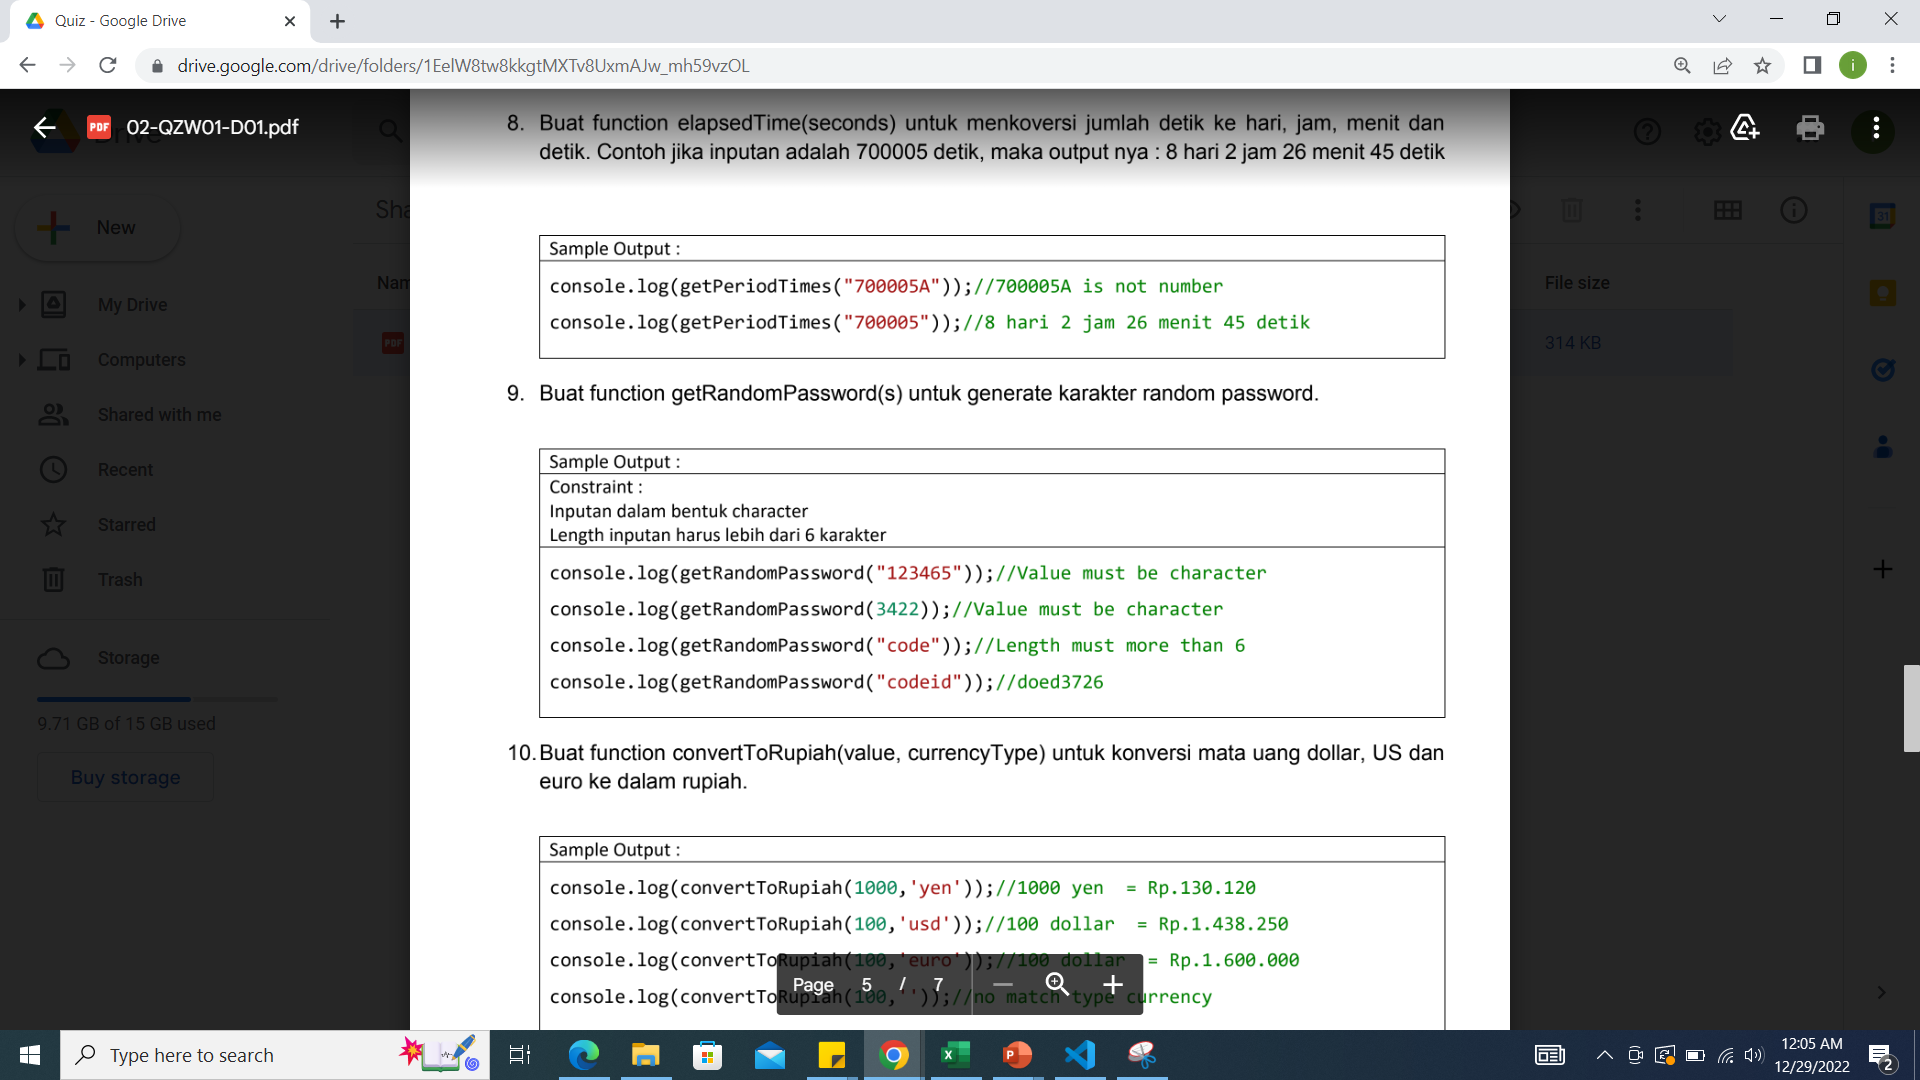 Quiz - Google Drive
drive.google.com/drive/folders/1EelW8tw8kkgtMXTv8UxmAJw_mh59vzOL
i
PDF 02-QZW01-D01.pdf
New
My Drive
Computers
Shared with me
Recent
Starred
Trash
Storage
9.71 GB of 15 GB used
Buy storage
Sha
Nam
PDF
8. Buat function elapsedTime(seconds) untuk menkoversi jumlah detik ke hari, jam, menit dan
detik. Contoh jika inputan adalah 700005 detik, maka output nya : 8 hari 2 jam 26 menit 45 detik
Sample Output :
console.log(getPeriodTimes("700005A"));//700005A is not number
console.log(getPeriodTimes("700005"));//8 hari 2 jam 26 menit 45 detik
9. Buat function getRandomPassword(s) untuk generate karakter random password.
Sample Output :
Constraint :
Inputan dalam bentuk character
Length inputan harus lebih dari 6 karakter
console.log(getRandomPassword("123465"));//Value must be character
console.log(getRandomPassword(3422));//Value must be character
console.log(getRandomPassword("code"));//Length must more than 6
console.log(getRandomPassword("codeid"));//doed3726
10. Buat function convertToRupiah(value, currencyType) untuk konversi mata uang dollar, US dan
euro ke dalam rupiah.
Sample Output :
console.log(convertToRupiah(1000,'yen'));//1000 yen = Rp.130.120
console.log(convertToRupiah(100,'usd'));//100 dollar = Rp.1.438.250
console.log(convertToRupiah(100,'euro'));//100 dollar = Rp.1.600.000
console.log(convertToRupiah(100,''));//no match type currency
Page 5 / 7
File size
314 KB
31
Type here to search
12:05 AM
12/29/2022
2